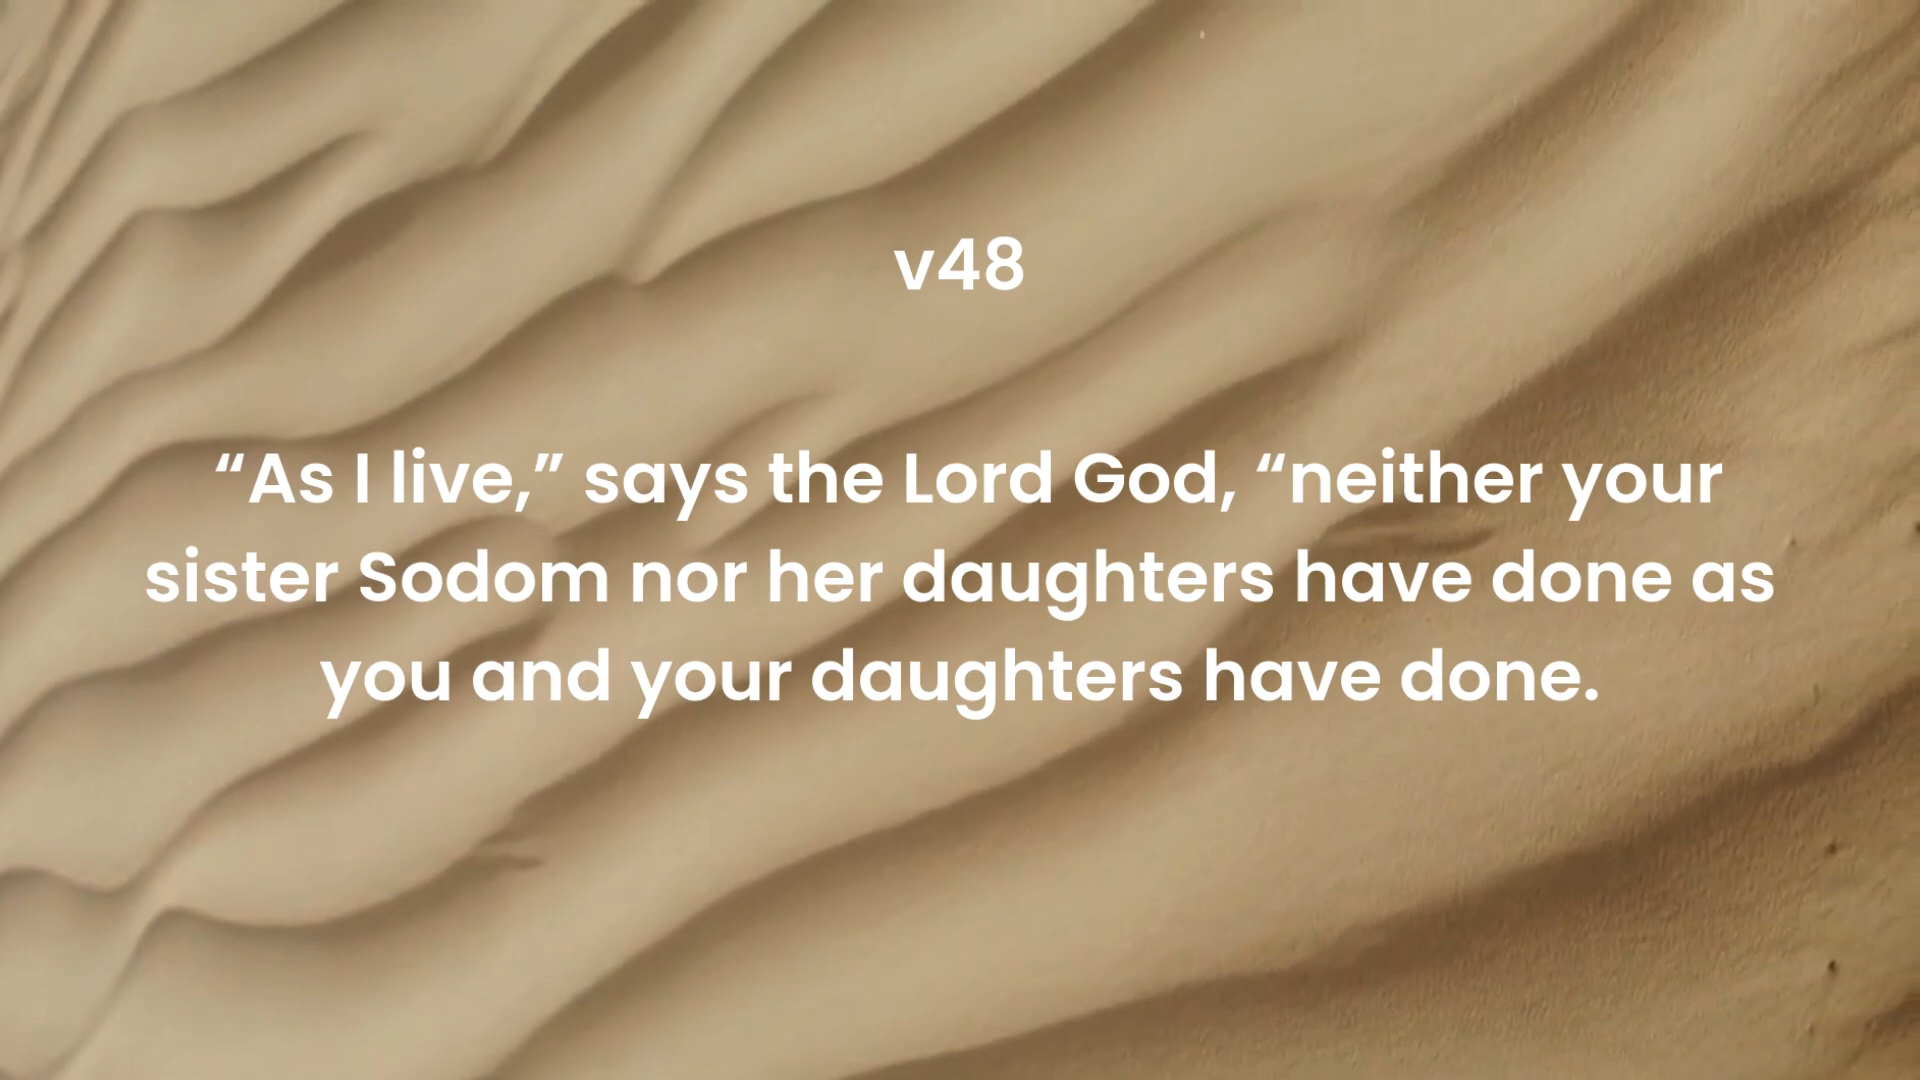 v48
“As I live,” says the Lord God, “neither your
sister Sodom nor her daughters have done as
you and your daughters have done.